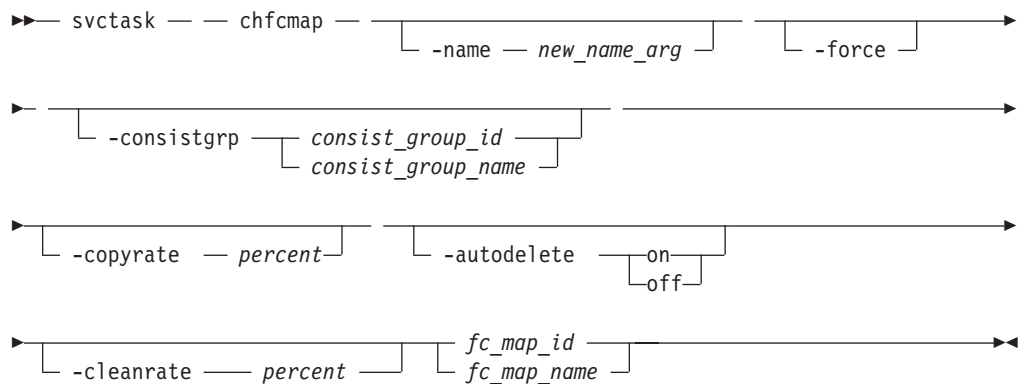 svctask chfcmap
-name new_name_arg -force
-consistgrp consist_group_id
consist_group_name
-copyrate percent -autodelete on
off
fc_map_id
-cleanrate percent fc_map_name